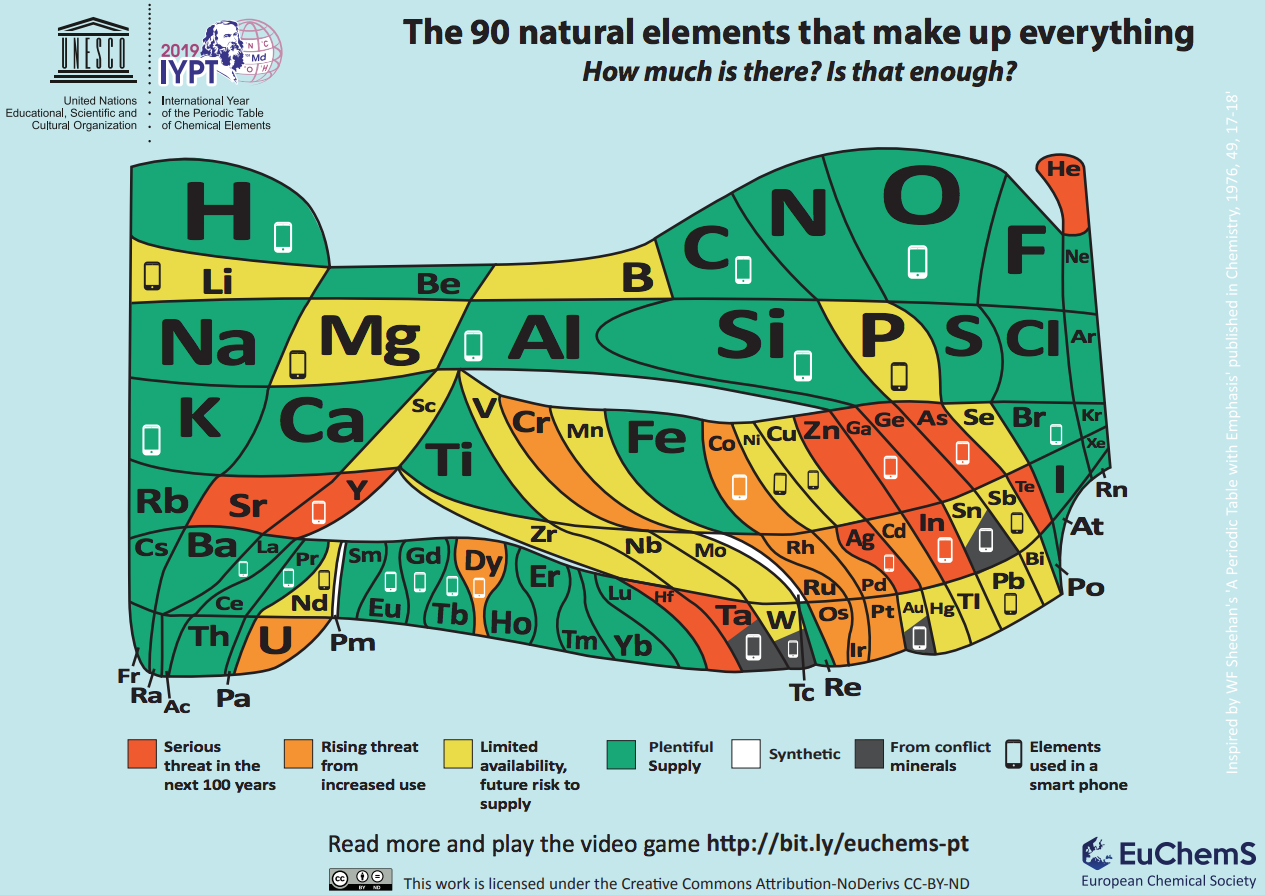 The 90 natural elements that make up everything
How much is there? Is that enough?
UNESCO
United Nations
Educational, Scientific and
Cultural Organization
2019
IYPT
N C
Md
O H
International Year
of the Periodic Table
of Chemical Elements
H
He
Li
Be
B
C
N
O
F
Ne
Na
Mg
Al
Si
P
S
Cl
Ar
K
Ca
Sc
Ti
V
Cr
Mn
Fe
Co
Ni
Cu
Zn
Ga
Ge
As
Se
Br
Kr
Rb
Sr
Y
Zr
Nb
Mo
Rh
Ru
Ag
Pd
Cd
In
Sn
Sb
Te
I
Xe
Rn
At
Po
Cs
Ba
La
Ce
Pr
Nd
Sm
Eu
Gd
Tb
Dy
Ho
Er
Tm
Yb
Lu
Hf
Ta
W
Os
Ir
Pt
Au
Hg
Tl
Pb
Bi
Th
U
Pm
Fr
Ra
Ac
Pa
Tc
Re
Inspired by WF Sheehan's 'A Periodic Table with Emphasis' published in Chemistry, 1976, 49, 17-18'
Serious
threat in the
next 100 years
Rising threat
from
increased use
Limited
availability,
future risk to
supply
Plentiful
Supply
Synthetic
From conflict
minerals
Elements
used in a
smart phone
Read more and play the video game http://bit.ly/euchems-pt
cc
BY ND
This work is licensed under the Creative Commons Attribution-NoDerivs CC-BY-ND
EuChemS
European Chemical Society